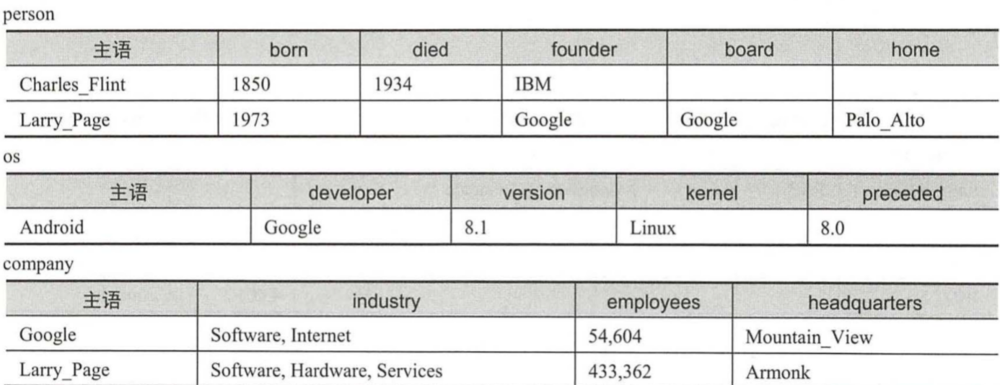 person
主语 born died founder board home
Charles_Flint 1850 1934 IBM
Larry_Page 1973 Google Google Palo_Alto
os
主语 developer version kernel preceded
Android Google 8.1 Linux 8.0
company
主语 industry employees headquarters
Google Software, Internet 54,604 Mountain_View
Larry_Page Software, Hardware, Services 433,362 Armonk